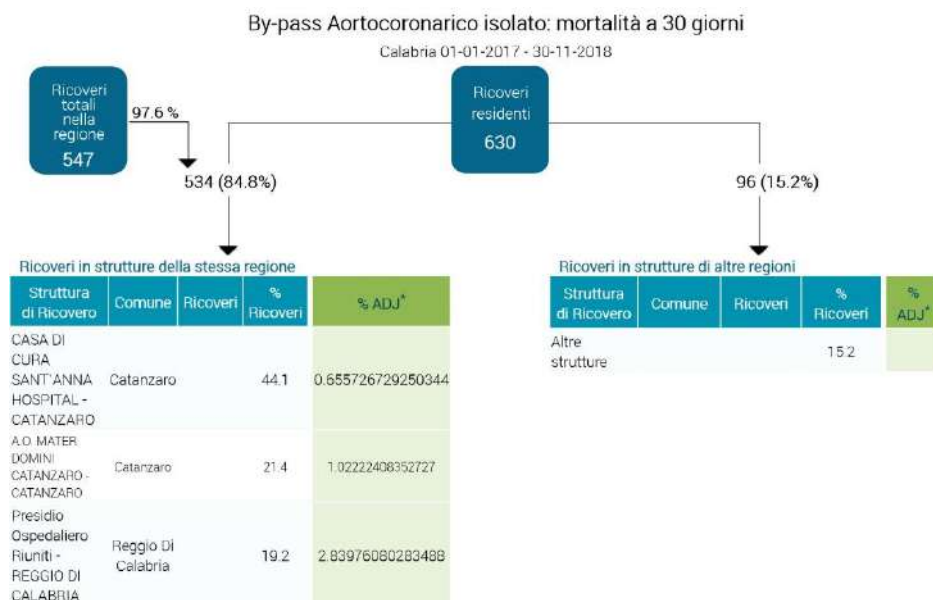 By-pass Aortocoronarico isolato: mortalità a 30 giorni
Calabria 01-01-2017 - 30-11-2018
Ricoveri
totali
nella
regione
547
97.6 %
Ricoveri
residenti
630
534 (84.8%)
96 (15.2%)
Ricoveri in strutture della stessa regione
Struttura
di Ricovero
Comune
Ricoveri
%
Ricoveri
% ADJ*
CASA DI
CURA
SANT'ANNA
HOSPITAL -
CATANZARO
Catanzaro
44.1
0.655726729250344
A.O. MATER
DOMINI
CATANZARO -
CATANZARO
Catanzaro
21.4
1.02222408352727
Presidio
Ospedaliero
Riuniti -
REGGIO DI
CALABRIA
Reggio Di
Calabria
19.2
2.83976080283488
Ricoveri in strutture di altre regioni
Struttura
di Ricovero
Comune
Ricoveri
%
Ricoveri
%
ADJ*
Altre
strutture
15.2